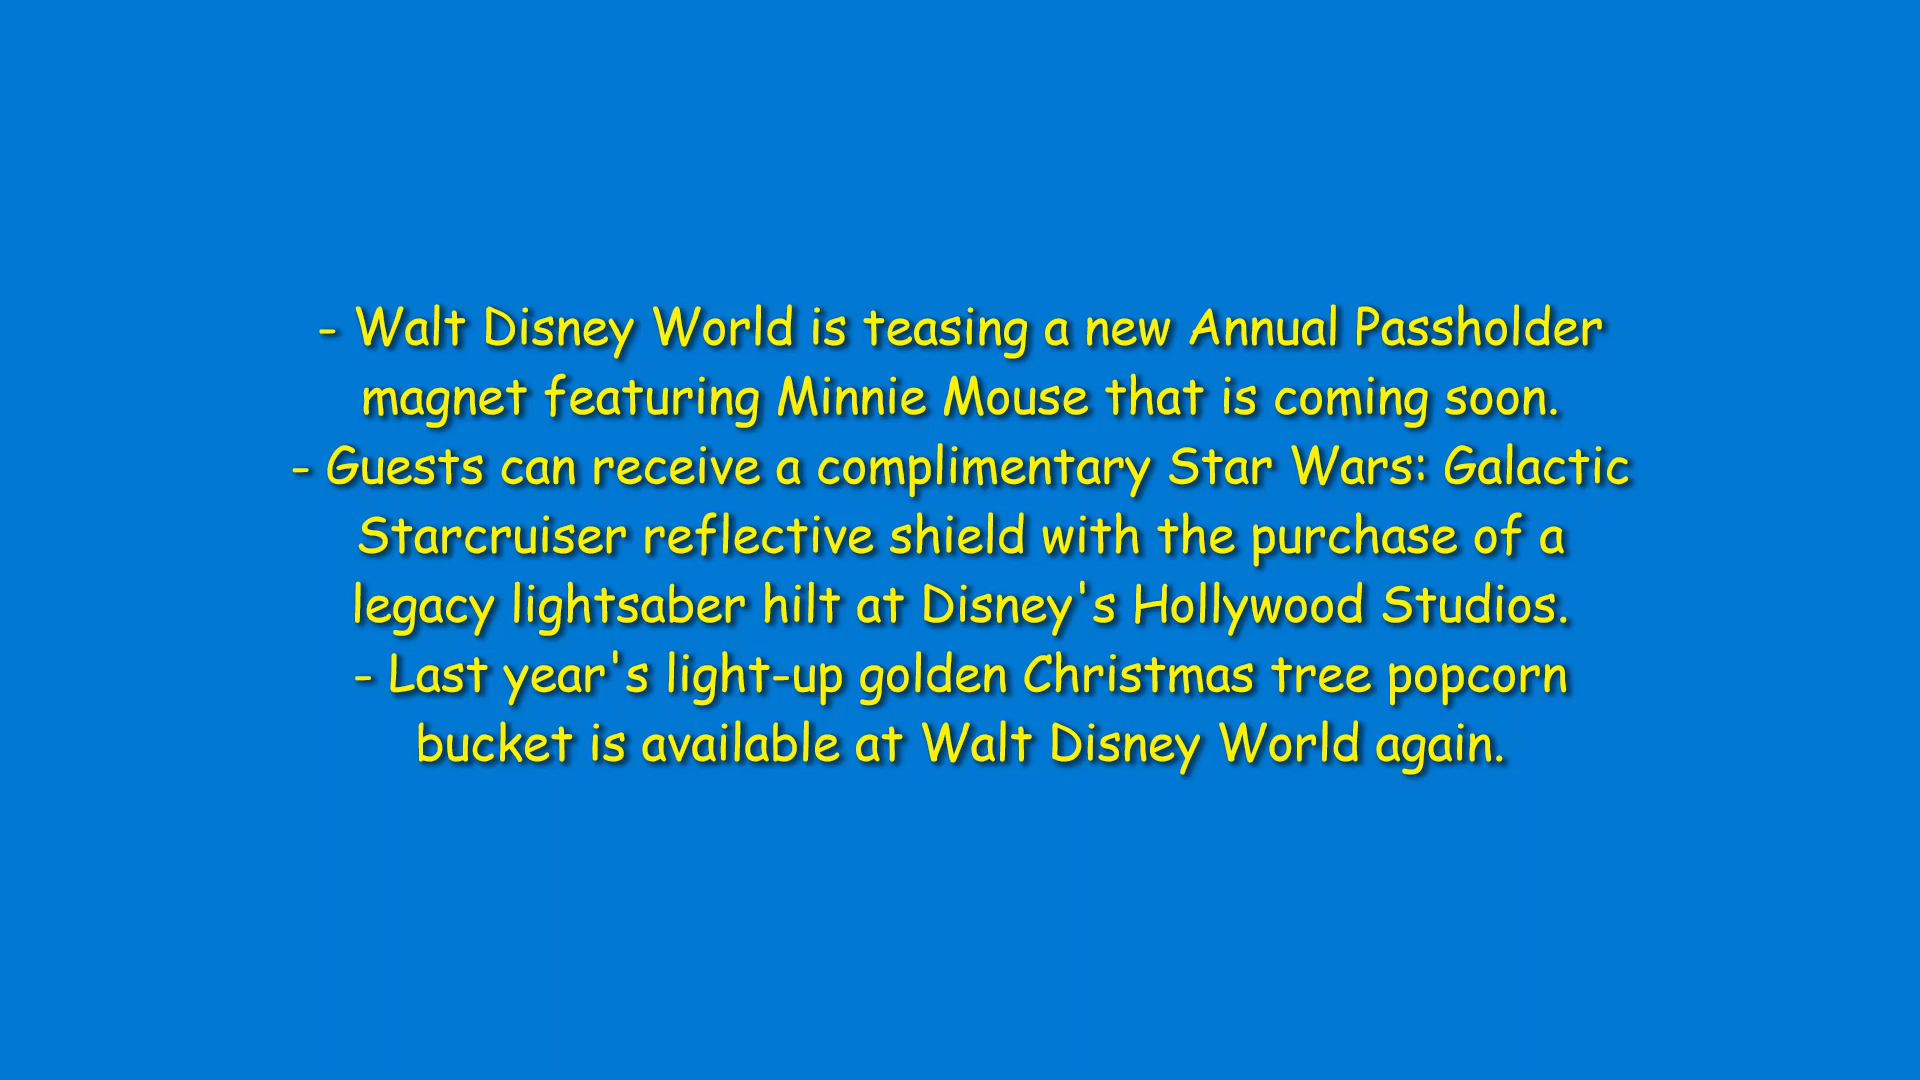 - Walt Disney World is teasing a new Annual Passholder
magnet featuring Minnie Mouse that is coming soon.
- Guests can receive a complimentary Star Wars: Galactic
Starcruiser reflective shield with the purchase of a
legacy lightsaber hilt at Disney's Hollywood Studios.
- Last year's light-up golden Christmas tree popcorn
bucket is available at Walt Disney World again.